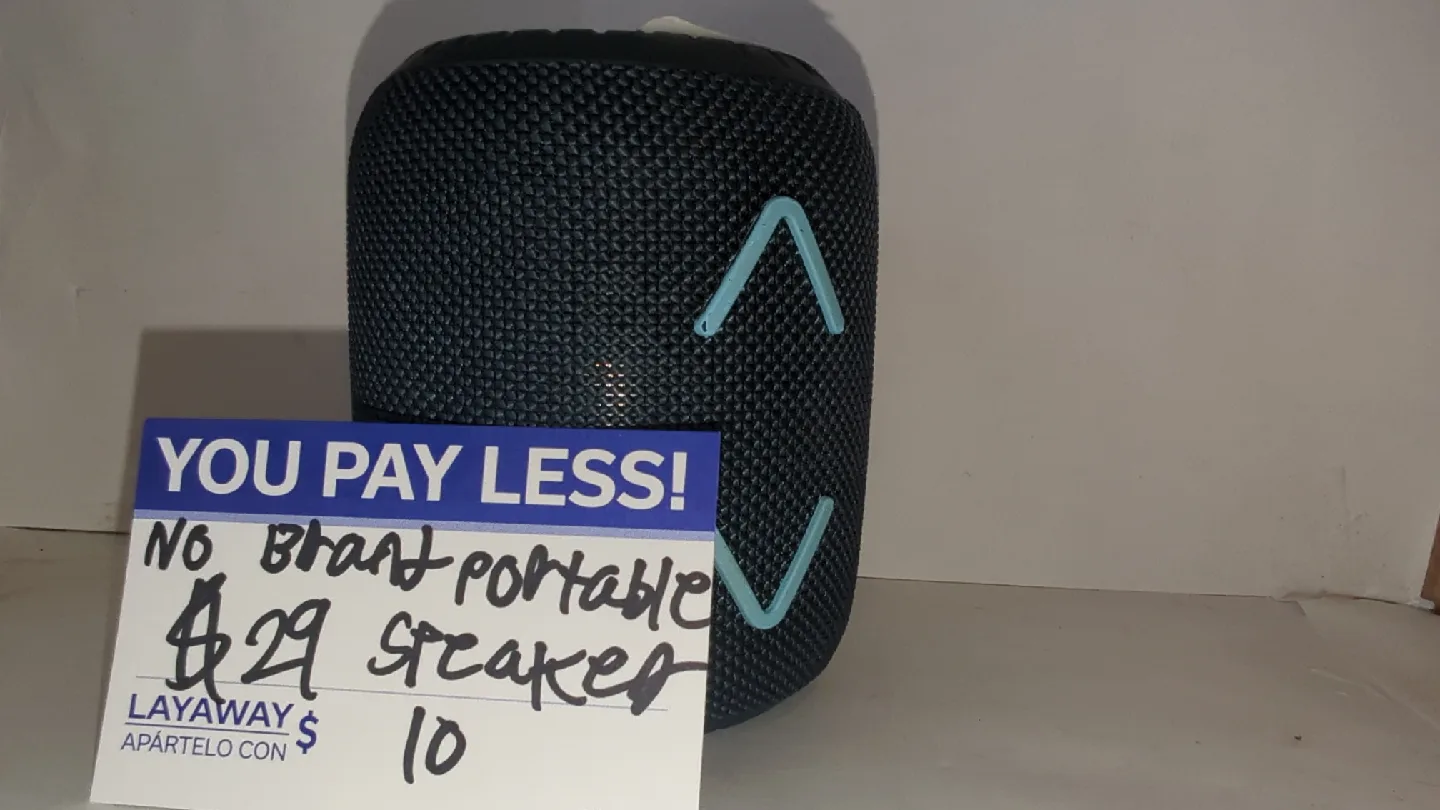 YOU PAY LESS!
NO Brand portable
$29 speaker
LAYAWAY $ 10
APÁRTELO CON